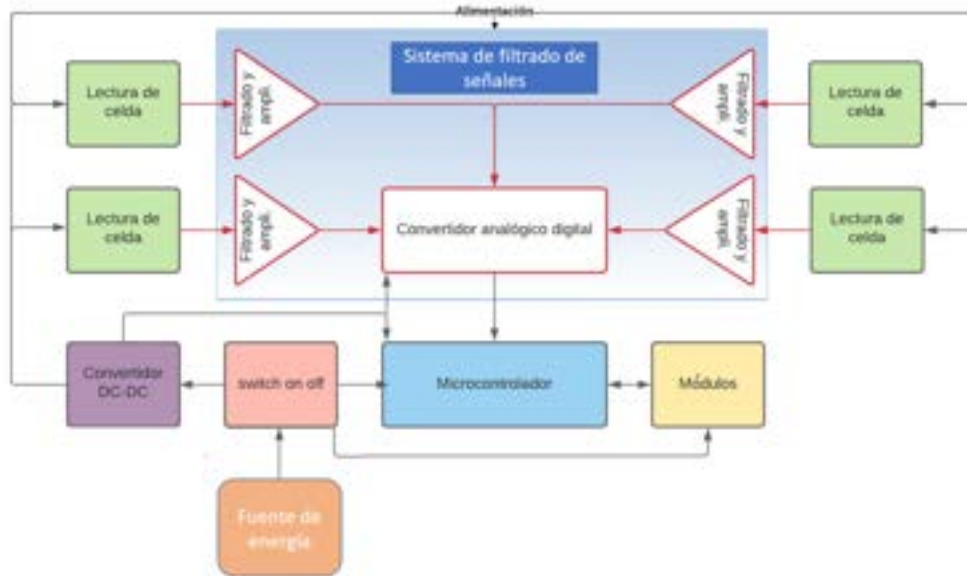 Alimentación
Sistema de filtrado de
señales
Lectura de
celda
Filtrado y
ampli.
Filtrado y
ampli.
Lectura de
celda
Lectura de
celda
Filtrado y
ampli.
Convertidor analógico digital
Filtrado y
ampli.
Lectura de
celda
Convertidor
DC-DC
switch on off
Microcontrolador
Módulos
Fuente de
energía